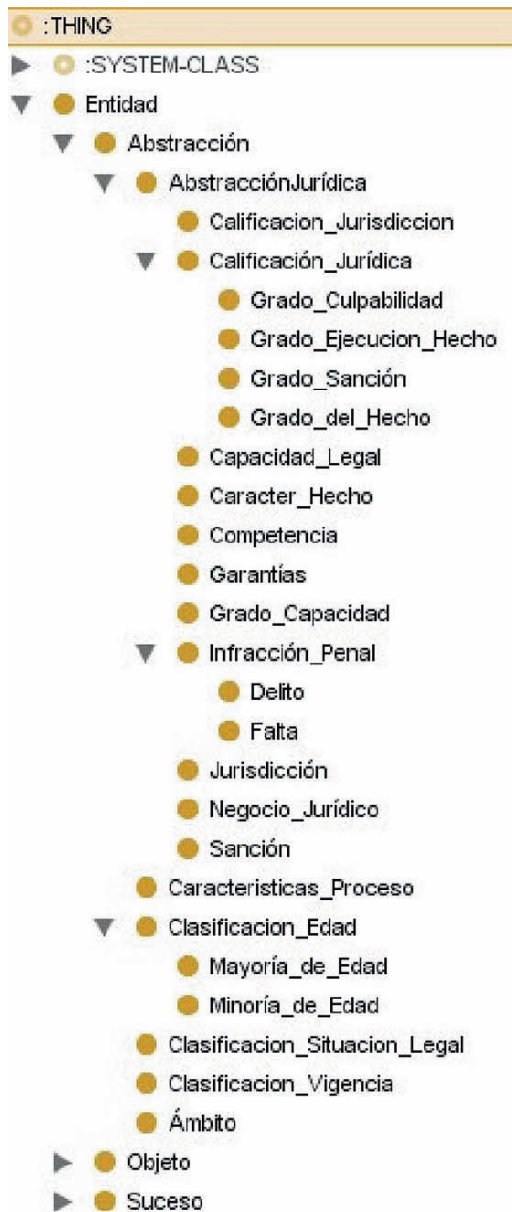 :THING
:SYSTEM-CLASS
Entidad
Abstracción
AbstracciónJurídica
Calificacion_Jurisdiccion
Calificación_Jurídica
Grado_Culpabilidad
Grado_Ejecucion_Hecho
Grado_Sanción
Grado_del_Hecho
Capacidad_Legal
Caracter_Hecho
Competencia
Garantías
Grado_Capacidad
Infracción_Penal
Delito
Falta
Jurisdicción
Negocio_Jurídico
Sanción
Caracteristicas_Proceso
Clasificacion_Edad
Mayoría_de_Edad
Minoría_de_Edad
Clasificacion_Situacion_Legal
Clasificacion_Vigencia
Ámbito
Objeto
Suceso